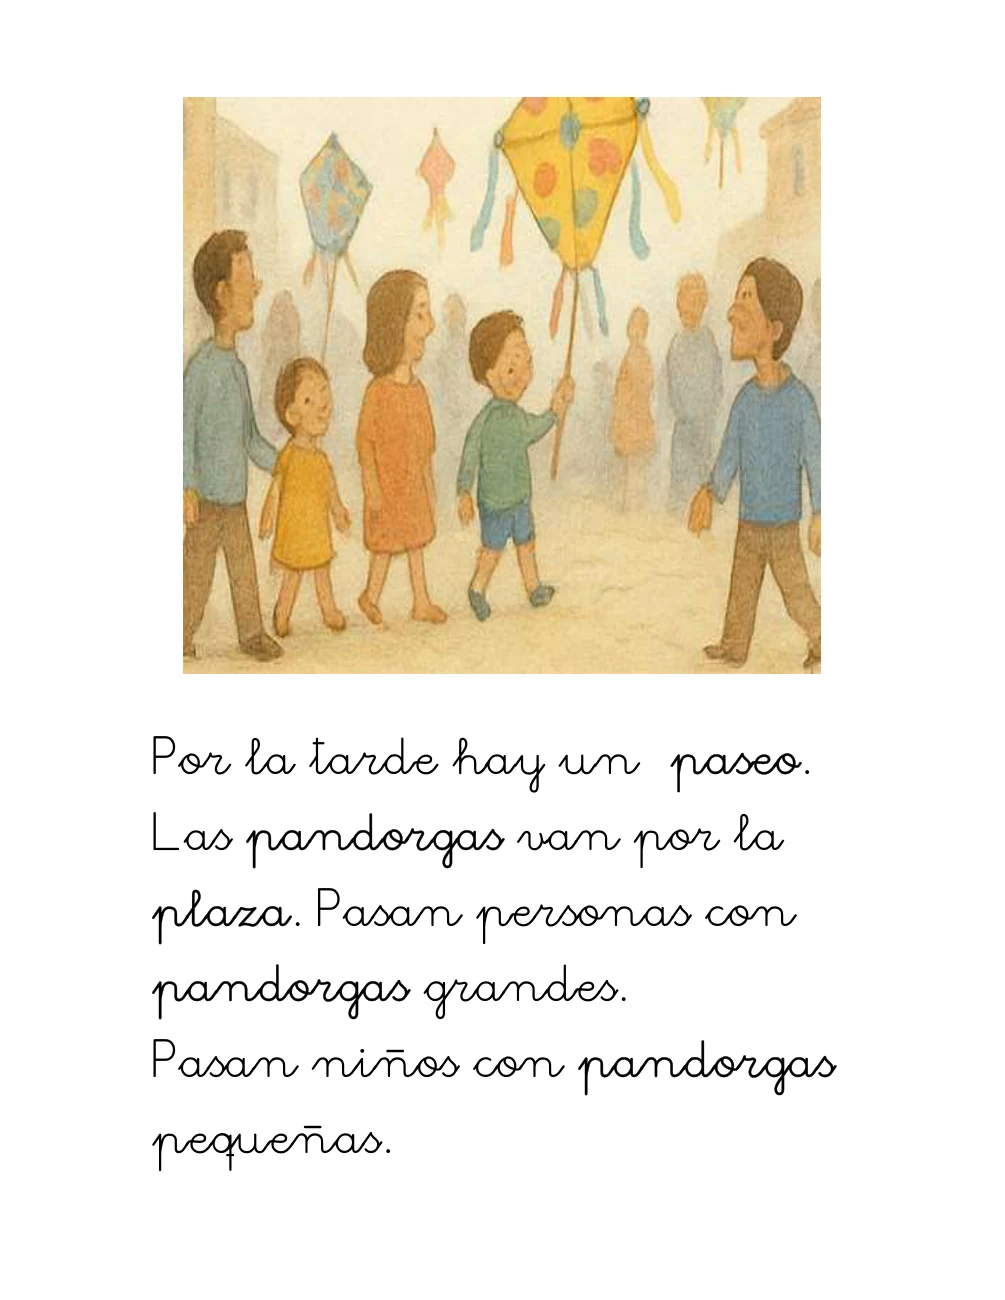 Por la tarde hay un paseo.
Las pandorgas van por la
plaza. Pasan personas con
pandorgas grandes.
Pasan niños con pandorgas
pequeñas.